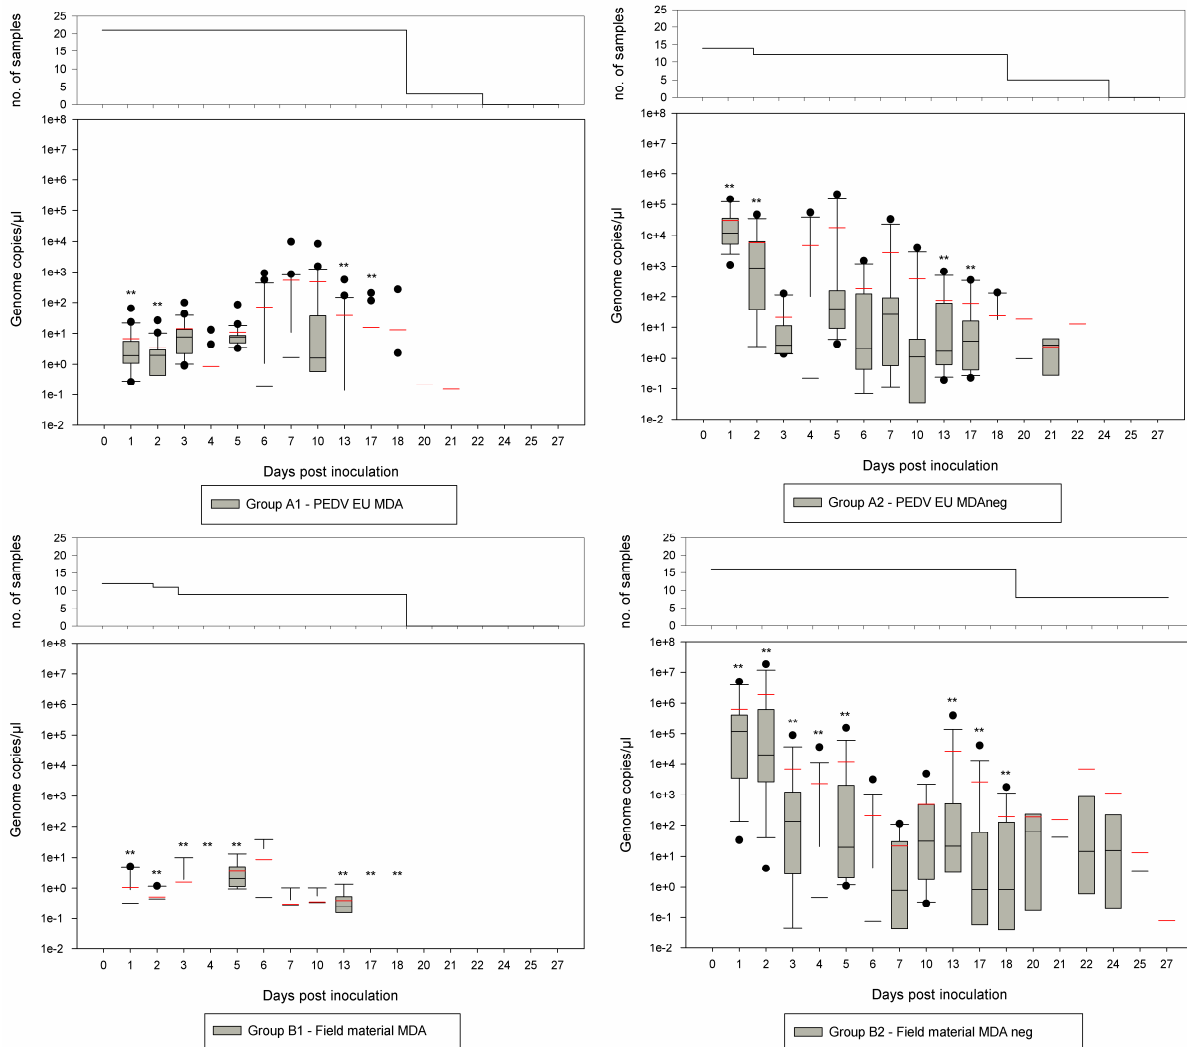 no. of samples
25
20
15
10
5
0
Genome copies/µl
1e+8
1e+7
1e+6
1e+5
1e+4
1e+3
1e+2
1e+1
1e+0
1e-1
1e-2
** ** ** **
0 1 2 3 4 5 6 7 10 13 17 18 20 21 22 24 25 27
Days post inoculation
Group A1 - PEDV EU MDA
no. of samples
25
20
15
10
5
0
Genome copies/µl
1e+8
1e+7
1e+6
1e+5
1e+4
1e+3
1e+2
1e+1
1e+0
1e-1
1e-2
** ** ** **
0 1 2 3 4 5 6 7 10 13 17 18 20 21 22 24 25 27
Days post inoculation
Group A2 - PEDV EU MDAneg
no. of samples
25
20
15
10
5
0
Genome copies/µl
1e+8
1e+7
1e+6
1e+5
1e+4
1e+3
1e+2
1e+1
1e+0
1e-1
1e-2
** ** ** ** ** ** ** **
0 1 2 3 4 5 6 7 10 13 17 18 20 21 22 24 25 27
Days post inoculation
Group B1 - Field material MDA
no. of samples
25
20
15
10
5
0
Genome copies/µl
1e+8
1e+7
1e+6
1e+5
1e+4
1e+3
1e+2
1e+1
1e+0
1e-1
1e-2
** ** ** ** ** ** ** **
0 1 2 3 4 5 6 7 10 13 17 18 20 21 22 24 25 27
Days post inoculation
Group B2 - Field material MDA neg